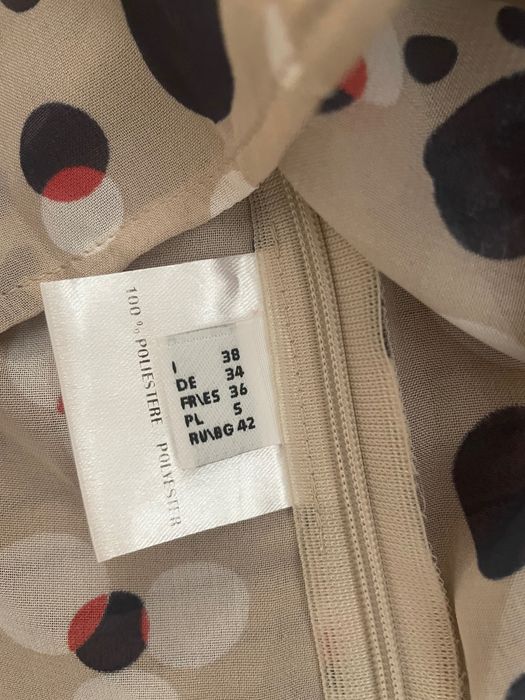 100 % POLIESTERE POLYESTER
I 38
DE 34
FR\ES 36
PL S
RU\BG 42